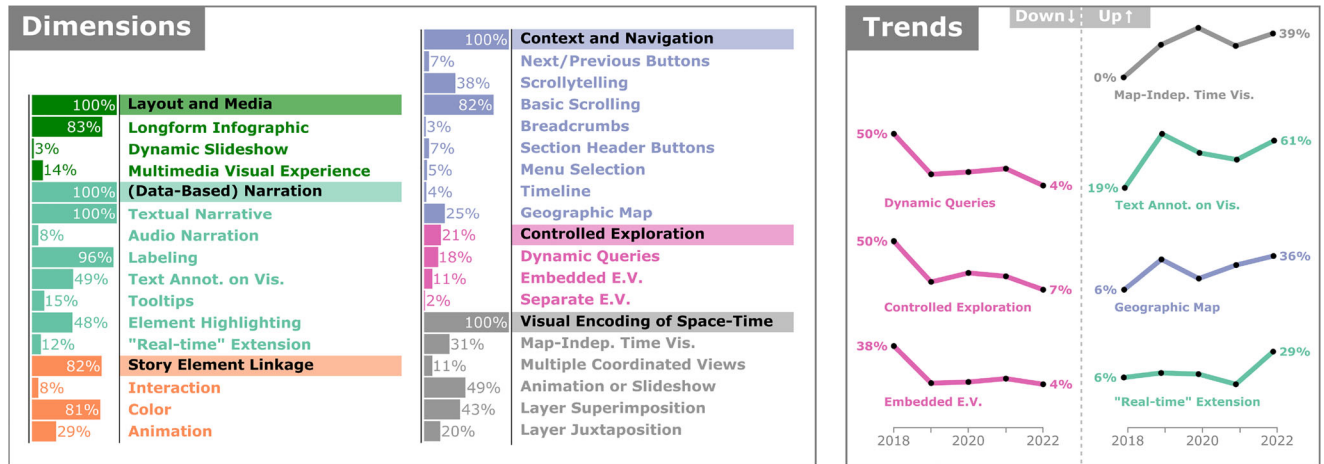 Dimensions
100% Layout and Media
83% Longform Infographic
3% Dynamic Slideshow
14% Multimedia Visual Experience
100% (Data-Based) Narration
100% Textual Narrative
8% Audio Narration
96% Labeling
49% Text Annot. on Vis.
15% Tooltips
48% Element Highlighting
12% "Real-time" Extension
82% Story Element Linkage
8% Interaction
81% Color
29% Animation
100% Context and Navigation
7% Next/Previous Buttons
38% Scrollytelling
82% Basic Scrolling
3% Breadcrumbs
7% Section Header Buttons
5% Menu Selection
4% Timeline
25% Geographic Map
21% Controlled Exploration
18% Dynamic Queries
11% Embedded E.V.
2% Separate E.V.
100% Visual Encoding of Space-Time
31% Map-Indep. Time Vis.
11% Multiple Coordinated Views
49% Animation or Slideshow
43% Layer Superimposition
20% Layer Juxtaposition
Trends
Down↓ Up↑
50%
4%
Dynamic Queries
50%
7%
Controlled Exploration
38%
4%
Embedded E.V.
2018 2020 2022
39%
0%
Map-Indep. Time Vis.
61%
19%
Text Annot. on Vis.
36%
6%
Geographic Map
29%
6%
"Real-time" Extension
2018 2020 2022